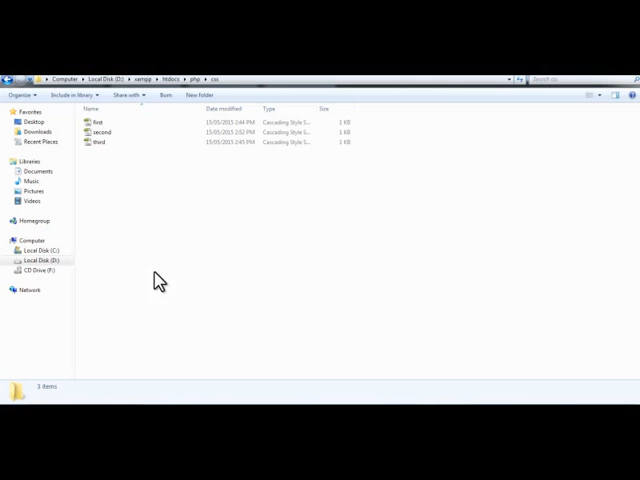 Computer ▸ Local Disk (D:) ▸ xampp ▸ htdocs ▸ php ▸ css
Search css
Organize Include in library Share with Burn New folder
Name Date modified Type Size
first 15/05/2015 2:44 PM Cascading Style S... 1 KB
second 15/05/2015 2:52 PM Cascading Style S... 1 KB
third 15/05/2015 2:45 PM Cascading Style S... 1 KB
Favorites
Desktop
Downloads
Recent Places
Libraries
Documents
Music
Pictures
Videos
Homegroup
Computer
Local Disk (C:)
Local Disk (D:)
CD Drive (F:)
Network
3 items